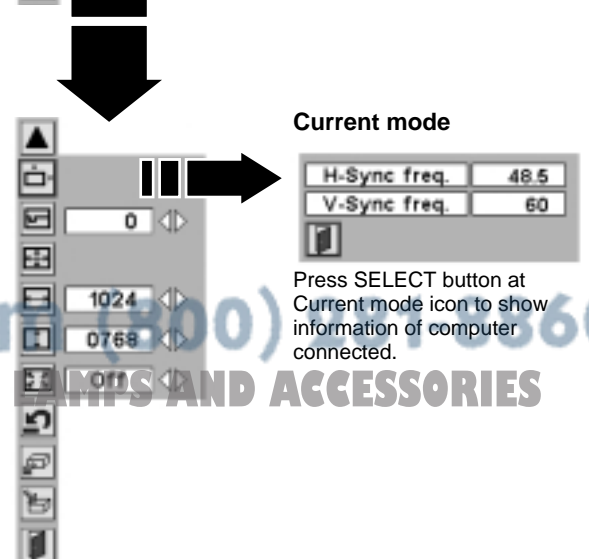 Current mode
H-Sync freq. 48.5
V-Sync freq. 60
0
Press SELECT button at
Current mode icon to show
information of computer
connected.
1024
0768
Off
(800)
LAMPS AND ACCESSORIES